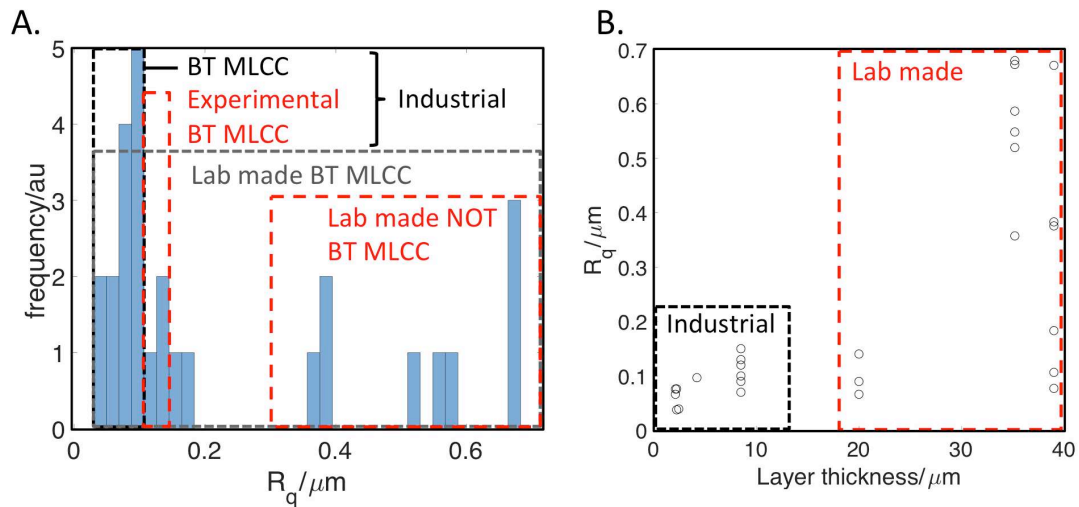 A.
5
4
3
2
1
0
frequency/au
0.2
0.4
0.6
R_q/μm
BT MLCC
Experimental
BT MLCC
Industrial
Lab made BT MLCC
Lab made NOT
BT MLCC
B.
0.7
0.6
0.5
0.4
0.3
0.2
0.1
0
R_q/μm
0
10
20
30
40
Layer thickness/μm
Lab made
Industrial